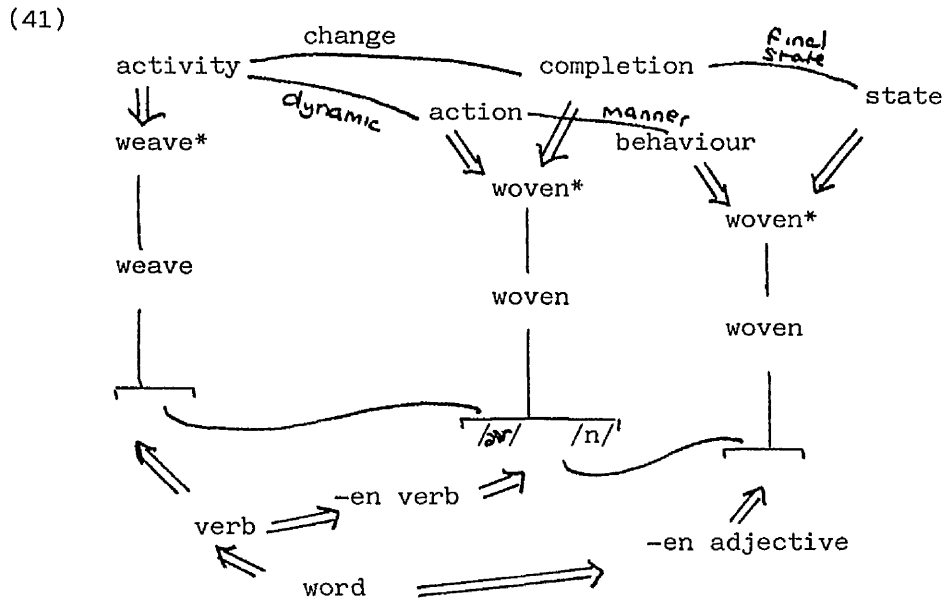 (41)
change
final
state
activity
completion
state
dynamic
action
manner
behaviour
weave*
woven*
woven*
weave
woven
woven
/n/
-en verb
verb
-en adjective
word